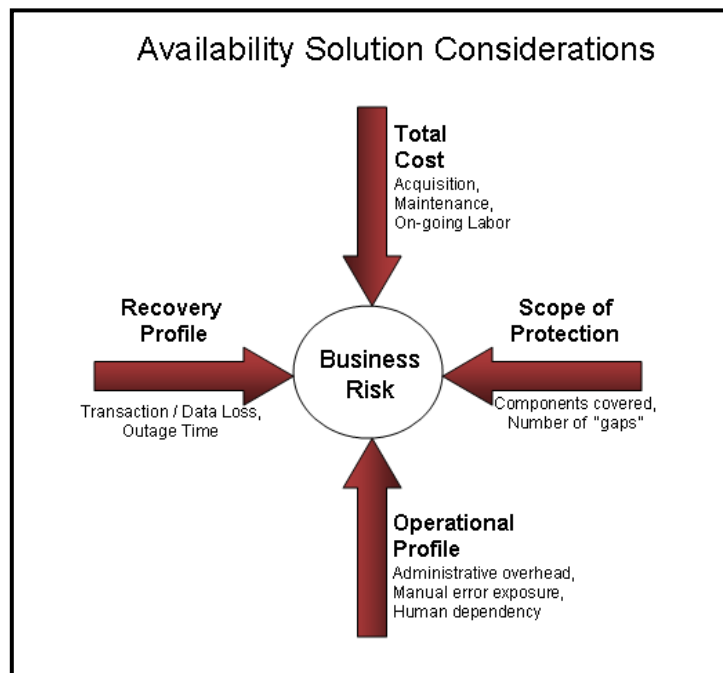 Availability Solution Considerations
Total
Cost
Acquisition,
Maintenance,
On-going Labor
Recovery
Profile
Transaction / Data Loss,
Outage Time
Business
Risk
Scope of
Protection
Components covered,
Number of "gaps"
Operational
Profile
Administrative overhead,
Manual error exposure,
Human dependency